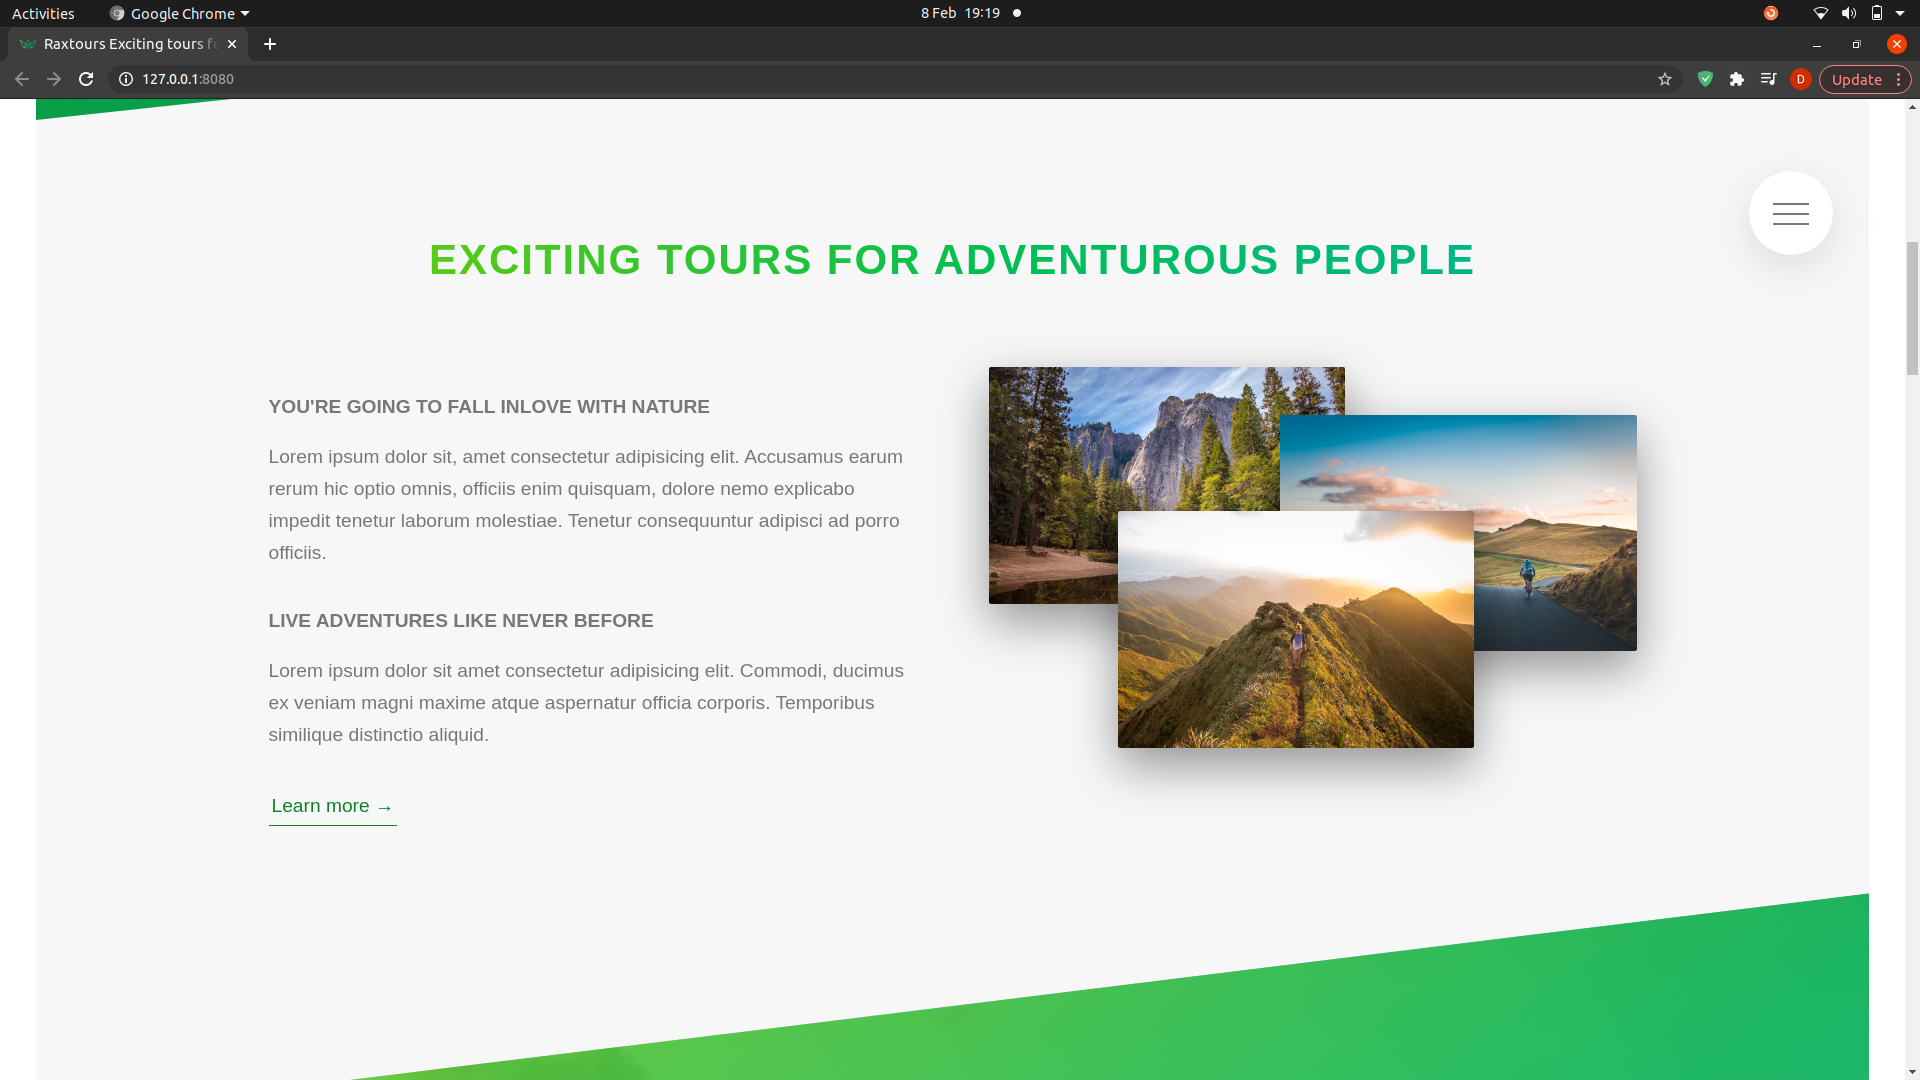 Activities
Google Chrome
8 Feb 19:19
Raxtours Exciting tours fo
127.0.0.1:8080
D
Update
EXCITING TOURS FOR ADVENTUROUS PEOPLE
YOU'RE GOING TO FALL INLOVE WITH NATURE
Lorem ipsum dolor sit, amet consectetur adipisicing elit. Accusamus earum
rerum hic optio omnis, officiis enim quisquam, dolore nemo explicabo
impedit tenetur laborum molestiae. Tenetur consequuntur adipisci ad porro
officiis.
LIVE ADVENTURES LIKE NEVER BEFORE
Lorem ipsum dolor sit amet consectetur adipisicing elit. Commodi, ducimus
ex veniam magni maxime atque aspernatur officia corporis. Temporibus
similique distinctio aliquid.
Learn more →